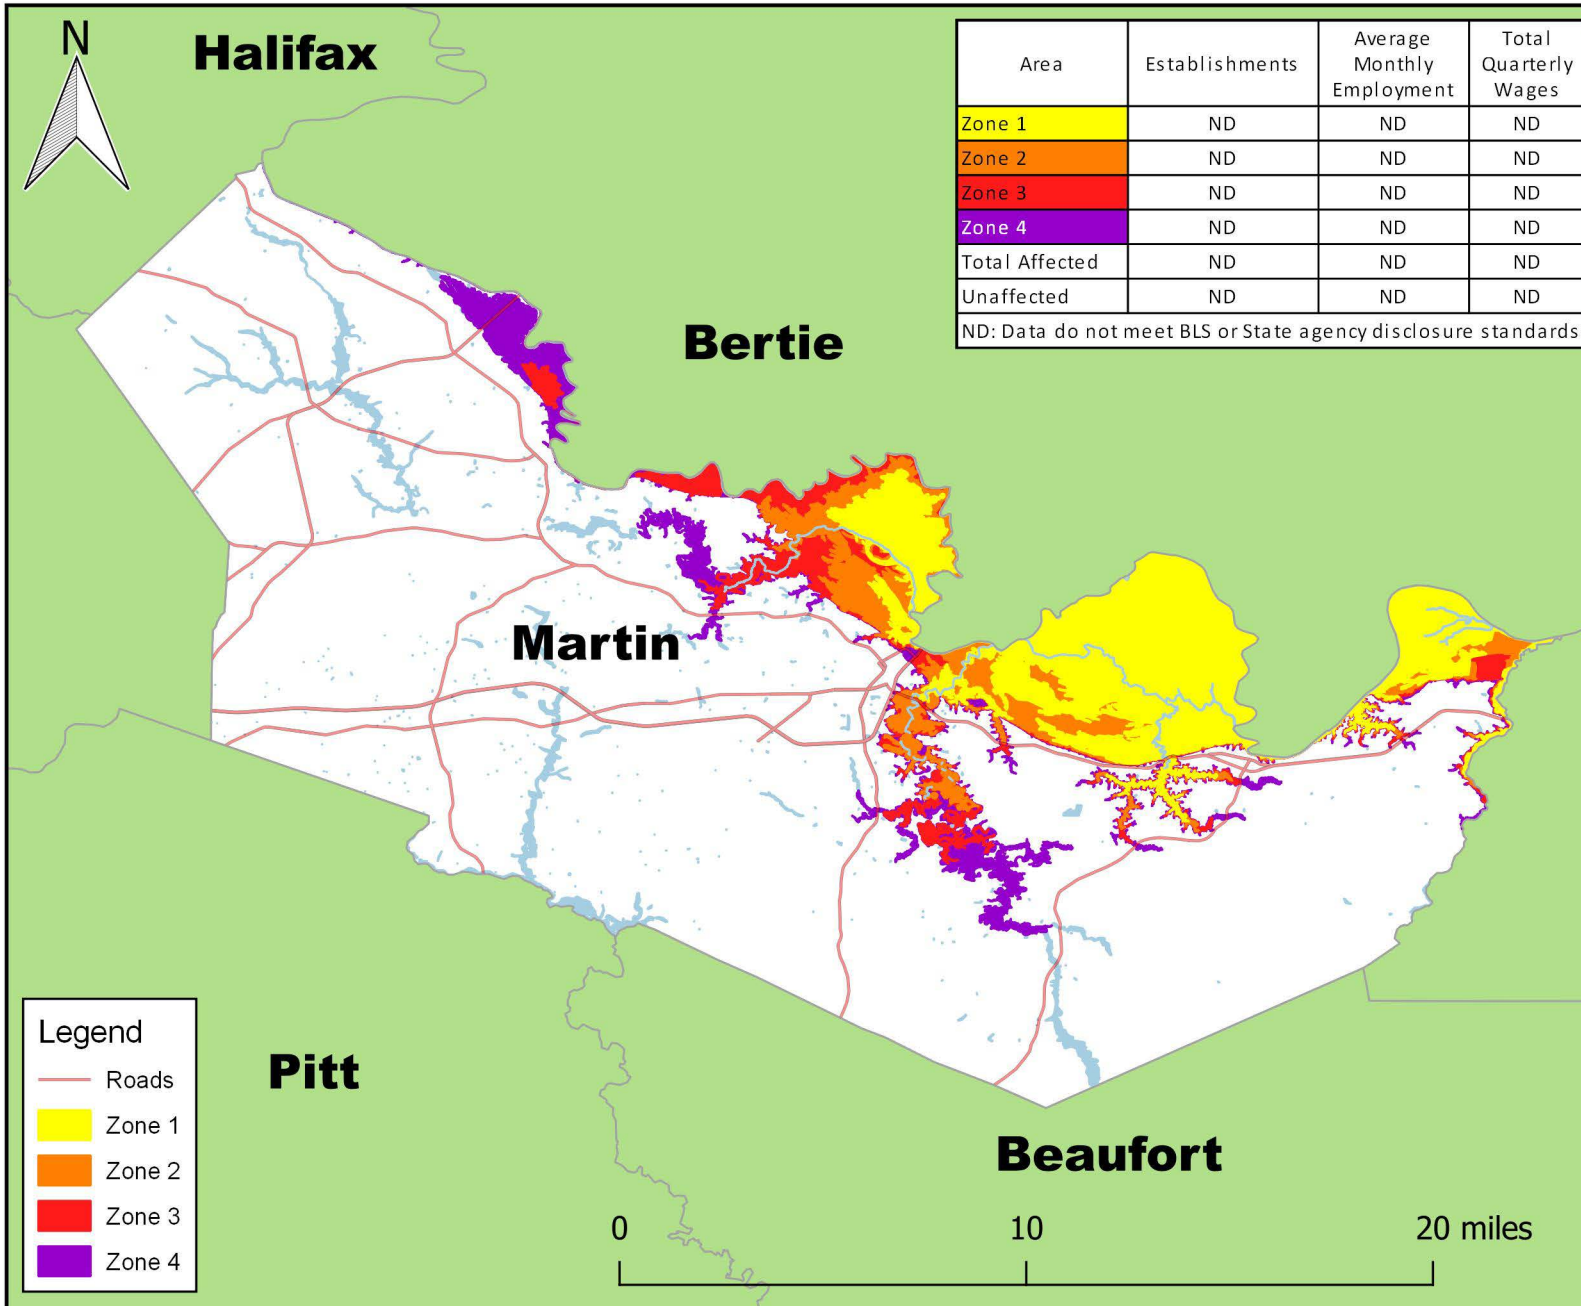 N
Halifax
Area Establishments Average Monthly Employment Total Quarterly Wages
Zone 1 ND ND ND
Zone 2 ND ND ND
Zone 3 ND ND ND
Zone 4 ND ND ND
Total Affected ND ND ND
Unaffected ND ND ND
ND: Data do not meet BLS or State agency disclosure standards
Bertie
Martin
Legend
Roads
Zone 1
Zone 2
Zone 3
Zone 4
Pitt
Beaufort
0 10 20 miles